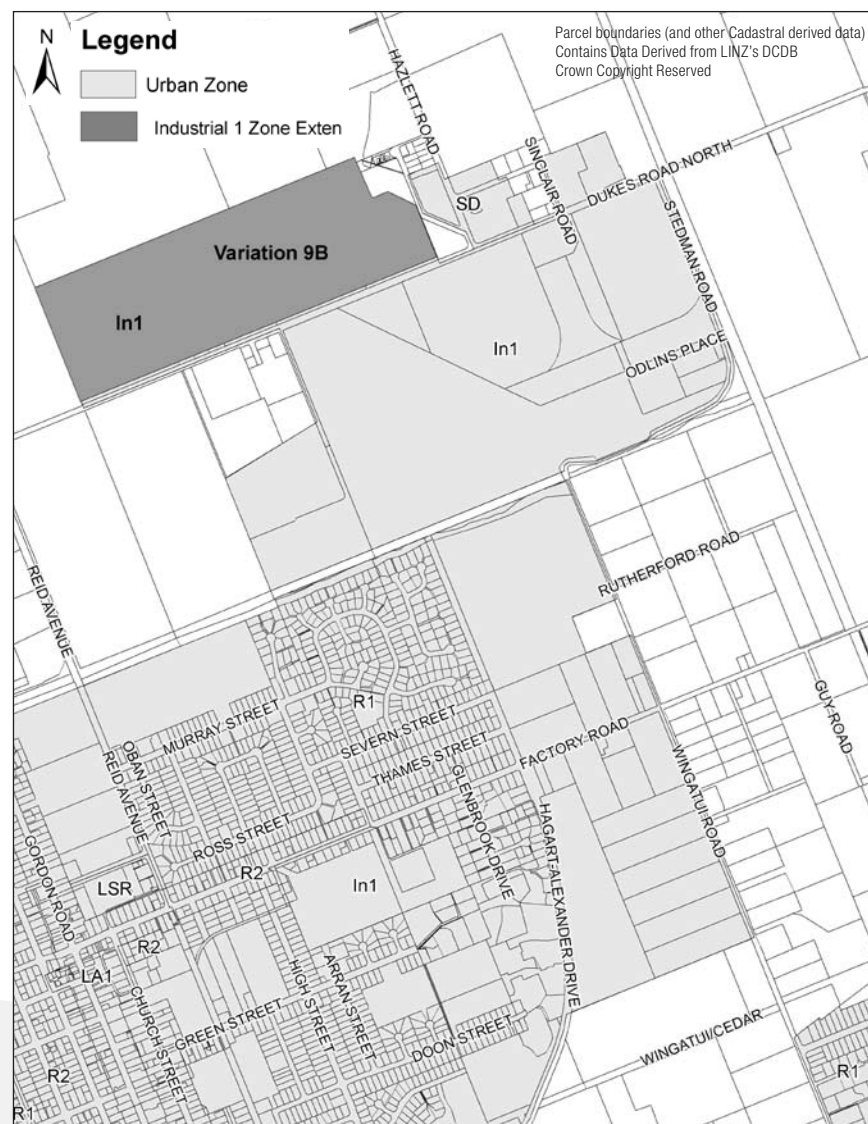 N
Legend
Urban Zone
Industrial 1 Zone Exten
Parcel boundaries (and other Cadastral derived data)
Contains Data Derived from LINZ's DCDB
Crown Copyright Reserved
HAZLETT ROAD
SINCLAIR ROAD
DUKES ROAD NORTH
SD
STEDMAN ROAD
Variation 9B
In1
In1
ODLINS PLACE
REID AVENUE
RUTHERFORD ROAD
GUY ROAD
MURRAY STREET
R1
SEVERN STREET
THAMES STREET
FACTORY ROAD
WINGATUI ROAD
OBAN STREET
REID AVENUE
ROSS STREET
GLENBROOK DRIVE
HAGART-ALEXANDER DRIVE
GORDON ROAD
LSR
R2
In1
R2
LA1
CHURCH STREET
GREEN STREET
HIGH STREET
ARRAN STREET
DOON STREET
WINGATUI/CEDAR
R2
R1
R1